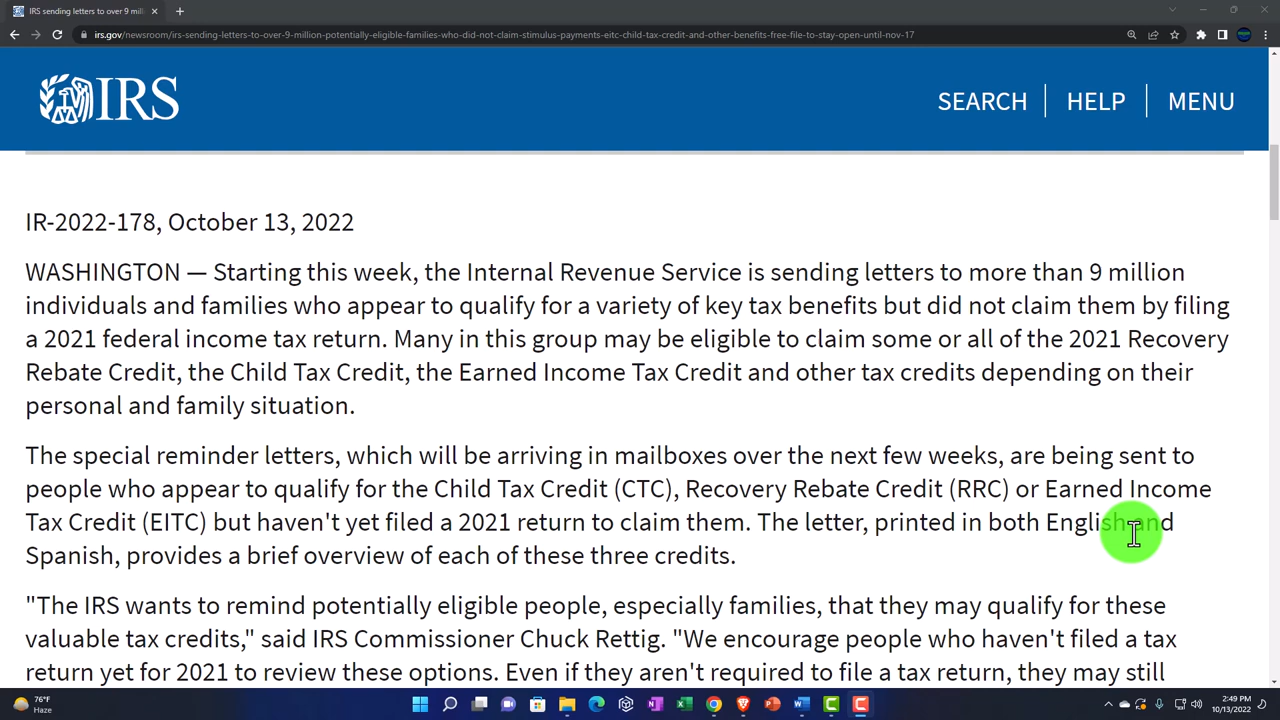 IRS sending letters to over 9 mill
irs.gov/newsroom/irs-sending-letters-to-over-9-million-potentially-eligible-families-who-did-not-claim-stimulus-payments-eitc-child-tax-credit-and-other-benefits-free-file-to-stay-open-until-nov-17
IRS
SEARCH HELP MENU
IR-2022-178, October 13, 2022
WASHINGTON — Starting this week, the Internal Revenue Service is sending letters to more than 9 million
individuals and families who appear to qualify for a variety of key tax benefits but did not claim them by filing
a 2021 federal income tax return. Many in this group may be eligible to claim some or all of the 2021 Recovery
Rebate Credit, the Child Tax Credit, the Earned Income Tax Credit and other tax credits depending on their
personal and family situation.
The special reminder letters, which will be arriving in mailboxes over the next few weeks, are being sent to
people who appear to qualify for the Child Tax Credit (CTC), Recovery Rebate Credit (RRC) or Earned Income
Tax Credit (EITC) but haven't yet filed a 2021 return to claim them. The letter, printed in both English and
Spanish, provides a brief overview of each of these three credits.
"The IRS wants to remind potentially eligible people, especially families, that they may qualify for these
valuable tax credits," said IRS Commissioner Chuck Rettig. "We encourage people who haven't filed a tax
return yet for 2021 to review these options. Even if they aren't required to file a tax return, they may still
76°F
Haze
2:49 PM
10/13/2022